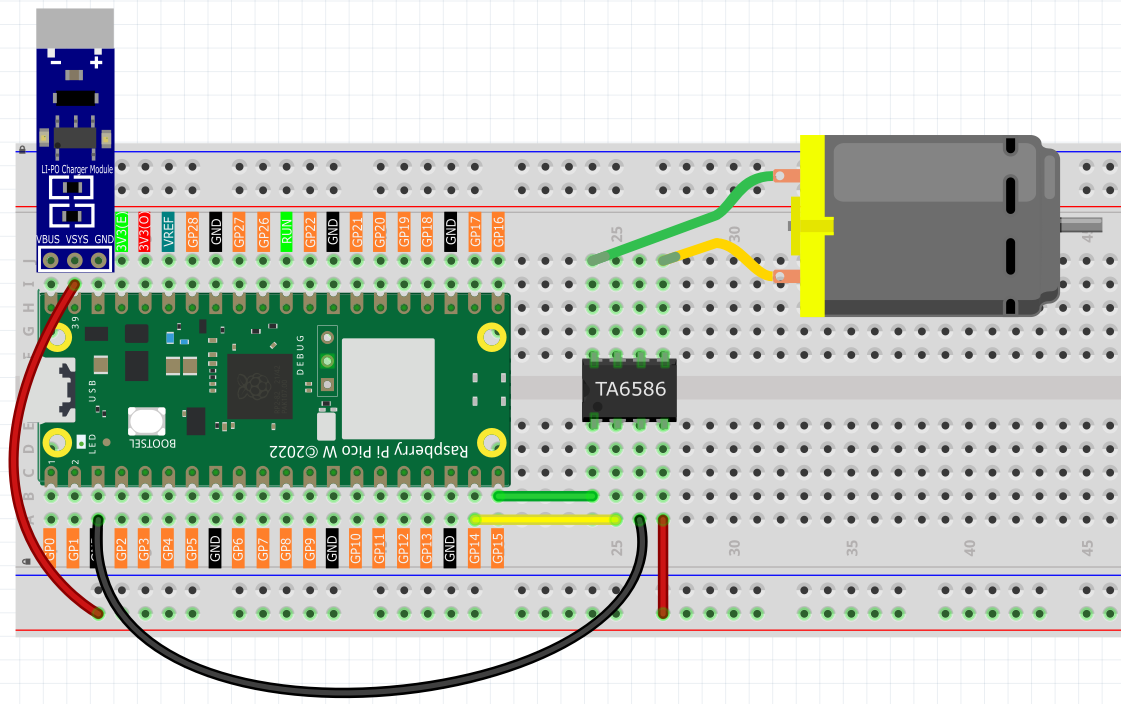 - +
LI-PO Charger Module
VBUS VSYS GND
3V3(E) 3V3(O) VREF GP28 GND GP27 GP26 RUN GP22 GND GP21 GP20 GP19 GP18 GND GP17 GP16
25 30 45
J
I
H
G
39
DEBUG
USB
TA6586
BOOTSEL
LED
Raspberry Pi Pico W ©2022
1 2
E
D
C
B
A
GP0 GP1 GND GP2 GP3 GP4 GP5 GND GP6 GP7 GP8 GP9 GND GP10 GP11 GP12 GP13 GND GP14 GP15
25 30 35 40 45